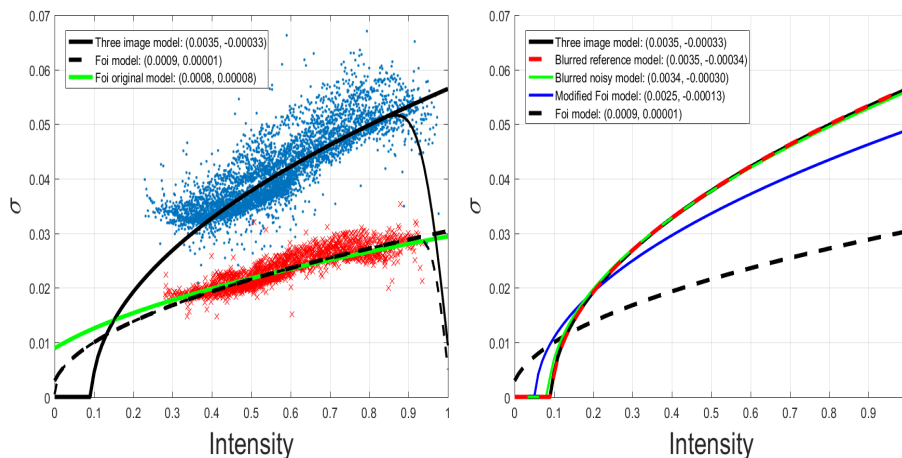 0.07
0.06
0.05
0.04
0.03
0.02
0.01
0
σ
0 0.1 0.2 0.3 0.4 0.5 0.6 0.7 0.8 0.9 1
Intensity
Three image model: (0.0035, -0.00033)
Foi model: (0.0009, 0.00001)
Foi original model: (0.0008, 0.00008)
0.07
0.06
0.05
0.04
0.03
0.02
0.01
0
σ
0 0.1 0.2 0.3 0.4 0.5 0.6 0.7 0.8 0.9
Intensity
Three image model: (0.0035, -0.00033)
Blurred reference model: (0.0035, -0.00034)
Blurred noisy model: (0.0034, -0.00030)
Modified Foi model: (0.0025, -0.00013)
Foi model: (0.0009, 0.00001)